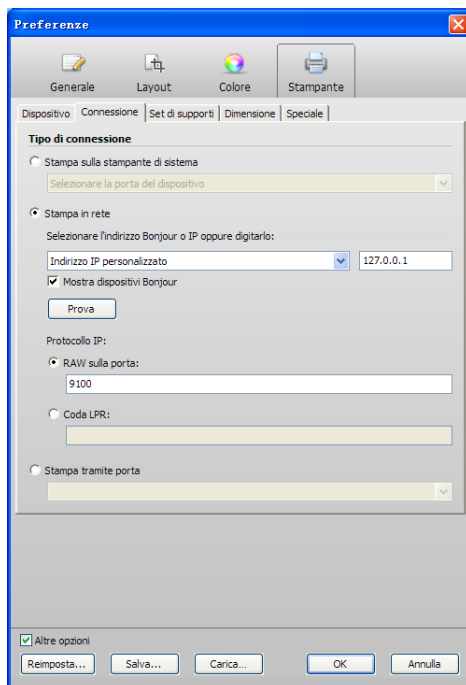 Preferenze
Generale Layout Colore Stampante
Dispositivo Connessione Set di supporti Dimensione Speciale
Tipo di connessione
Stampa sulla stampante di sistema
Selezionare la porta del dispositivo
Stampa in rete
Selezionare l'indirizzo Bonjour o IP oppure digitarlo:
Indirizzo IP personalizzato 127.0.0.1
Mostra dispositivi Bonjour
Prova
Protocollo IP:
RAW sulla porta:
9100
Coda LPR:
Stampa tramite porta
Altre opzioni
Reimposta... Salva... Carica... OK Annulla